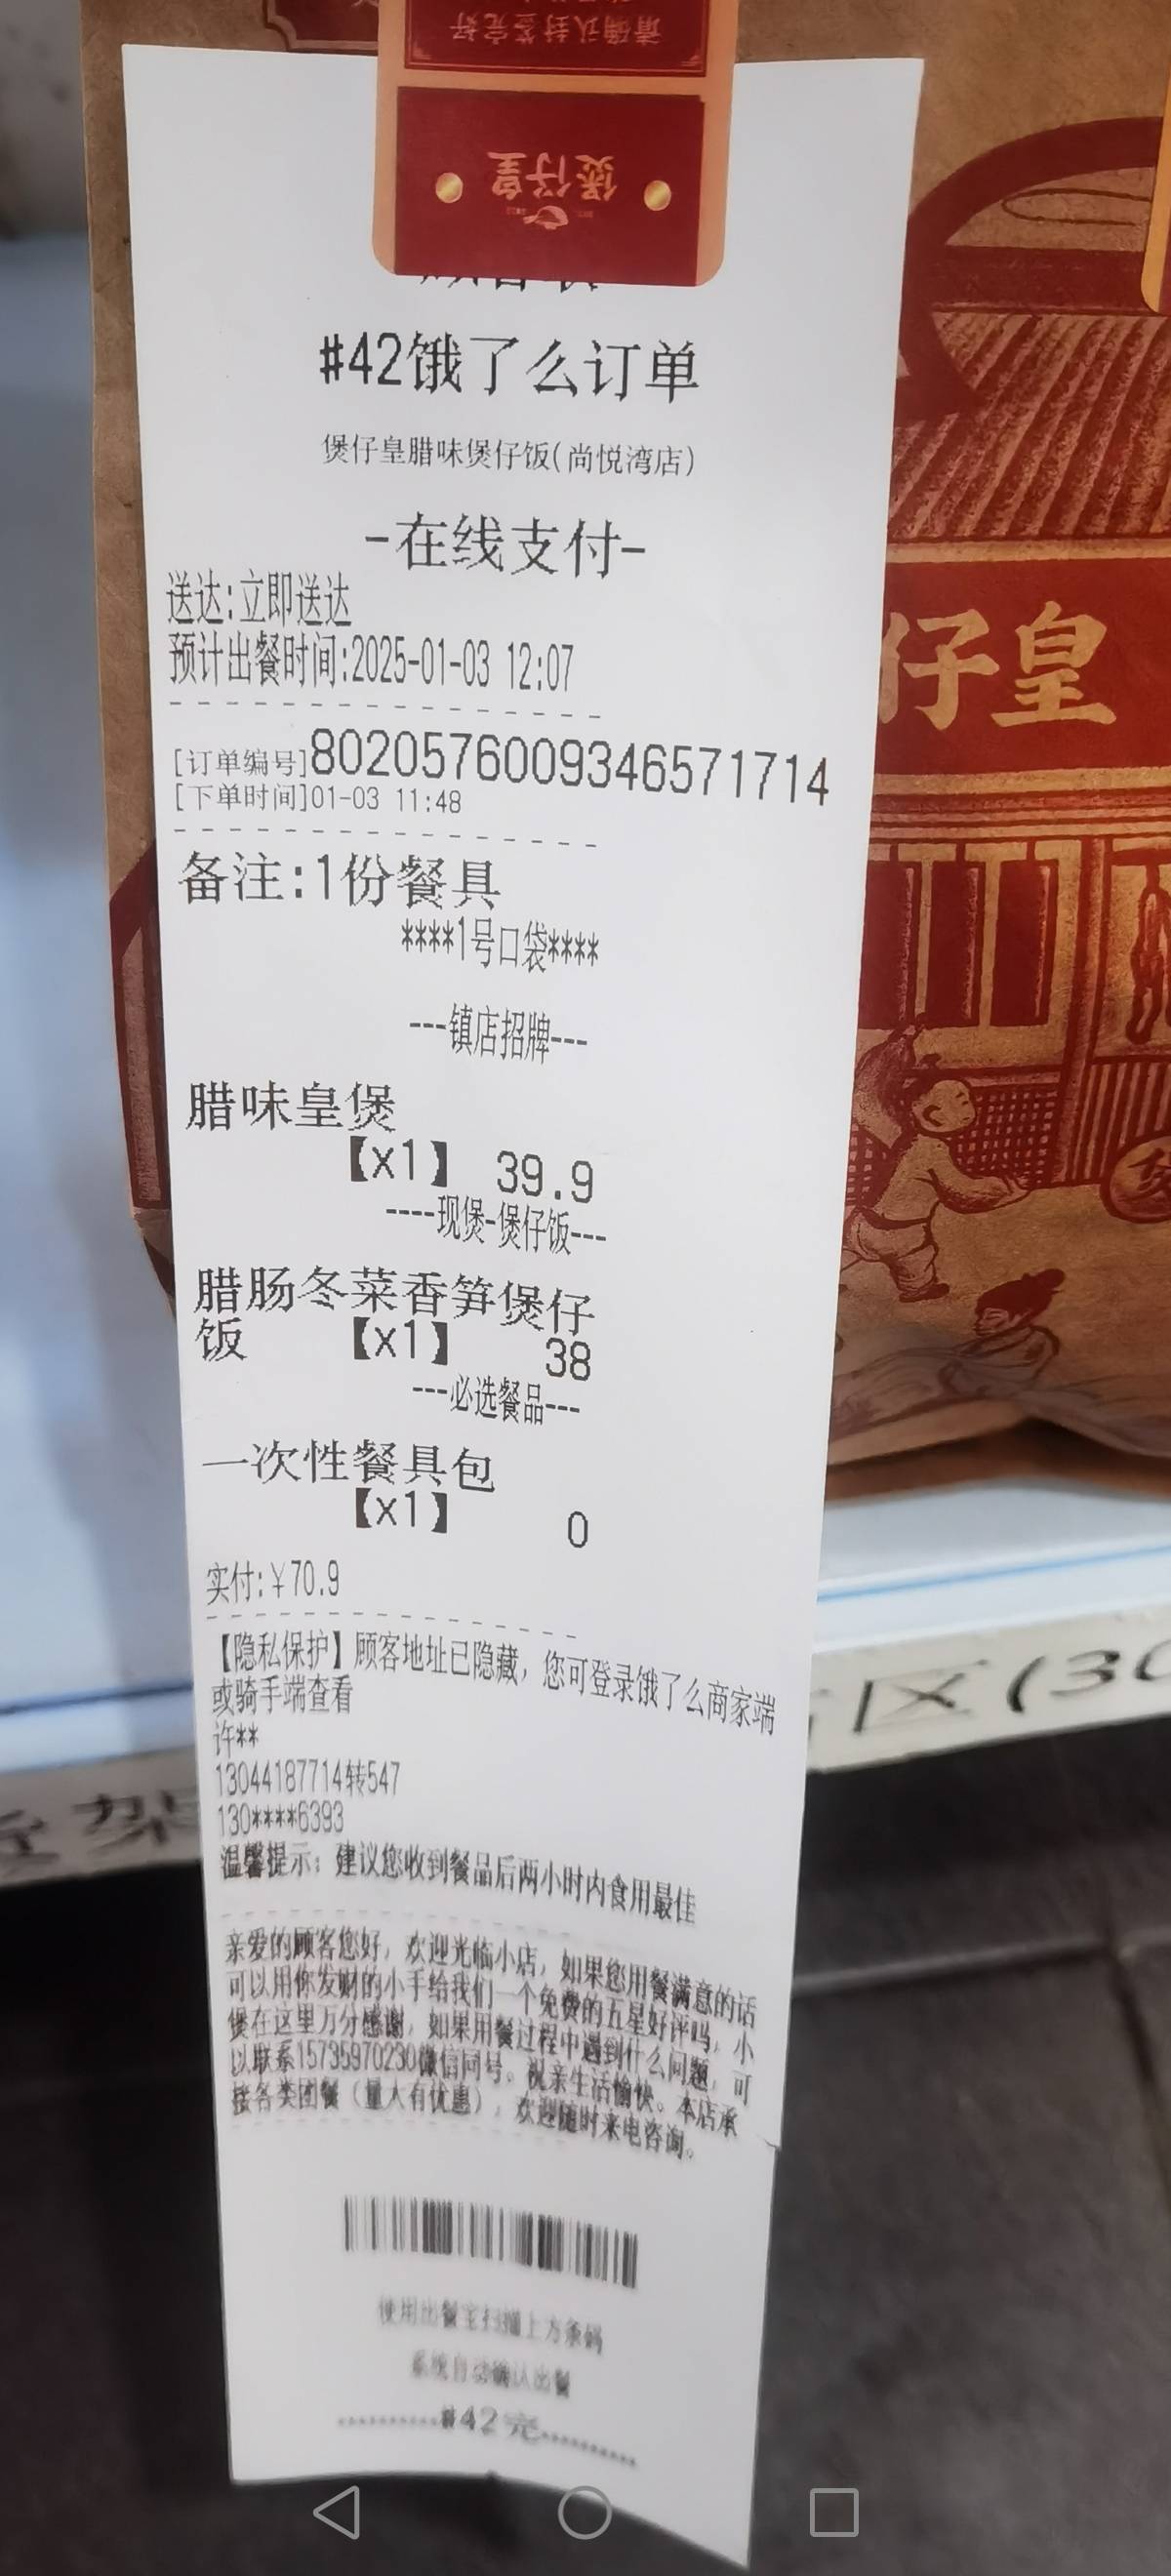 请确认封签完好
煲仔皇
#42饿了么订单
煲仔皇腊味煲仔饭(尚悦湾店)
-在线支付-
送达:立即送达
预计出餐时间:2025-01-03 12:07
[订单编号]8020576009346571714
[下单时间]01-03 11:48
备注:1份餐具
****1号口袋****
---镇店招牌---
腊味皇煲
【x1】 39.9
----现煲-煲仔饭---
腊肠冬菜香笋煲仔
饭 【x1】 38
---必选餐品---
一次性餐具包
【x1】 0
实付:¥70.9
【隐私保护】顾客地址已隐藏，您可登录饿了么商家端
或骑手端查看
许**
13044187714转547
130****6393
温馨提示：建议您收到餐品后两小时内食用最佳
亲爱的顾客您好，欢迎光临小店，如果您用餐满意的话
可以用你发财的小手给我们一个免费的五星好评吗，小
煲在这里万分感谢，如果用餐过程中遇到什么问题，可
以联系15735970230微信同号。祝亲生活愉快。本店承
接各类团餐（量大有优惠），欢迎随时来电咨询。
使用出餐宝扫描上方条码
系统自动确认出餐
#42完
仔皇
区(30
架